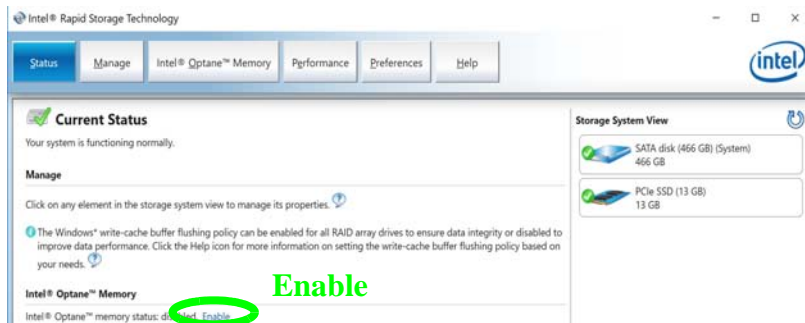 Intel® Rapid Storage Technology
Status
Manage
Intel® Optane™ Memory
Performance
Preferences
Help
intel
Current Status
Your system is functioning normally.
Manage
Click on any element in the storage system view to manage its properties.
The Windows* write-cache buffer flushing policy can be enabled for all RAID array drives to ensure data integrity or disabled to
improve data performance. Click the Help icon for more information on setting the write-cache buffer flushing policy based on
your needs.
Intel® Optane™ Memory
Enable
Intel® Optane™ memory status: disabled. Enable
Storage System View
SATA disk (466 GB) (System)
466 GB
PCIe SSD (13 GB)
13 GB